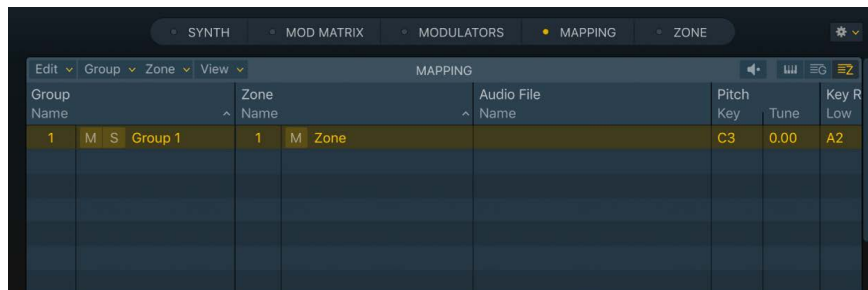 SYNTH MOD MATRIX MODULATORS MAPPING ZONE
Edit Group Zone View MAPPING G Z
Group Zone Audio File Pitch Key R
Name Name Name Key Tune Low
1 M S Group 1 1 M Zone C3 0.00 A2